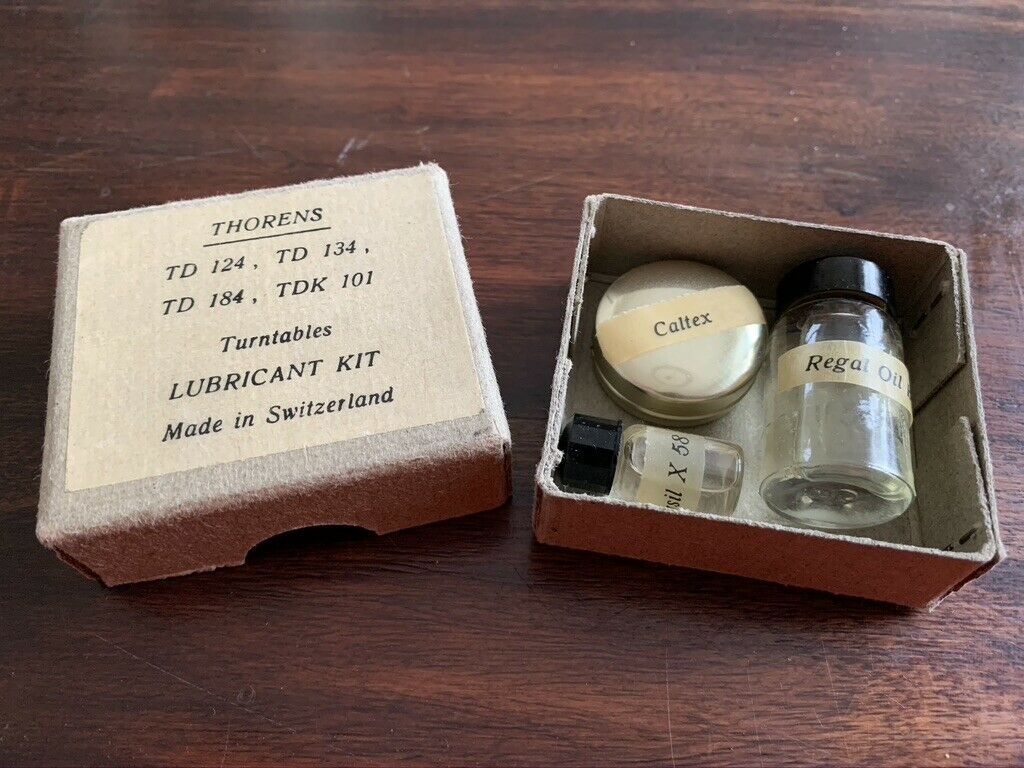 THORENS
TD 124, TD 134,
TD 184, TDK 101
Turntables
LUBRICANT KIT
Made in Switzerland
Caltex
Regal Oil
X 58